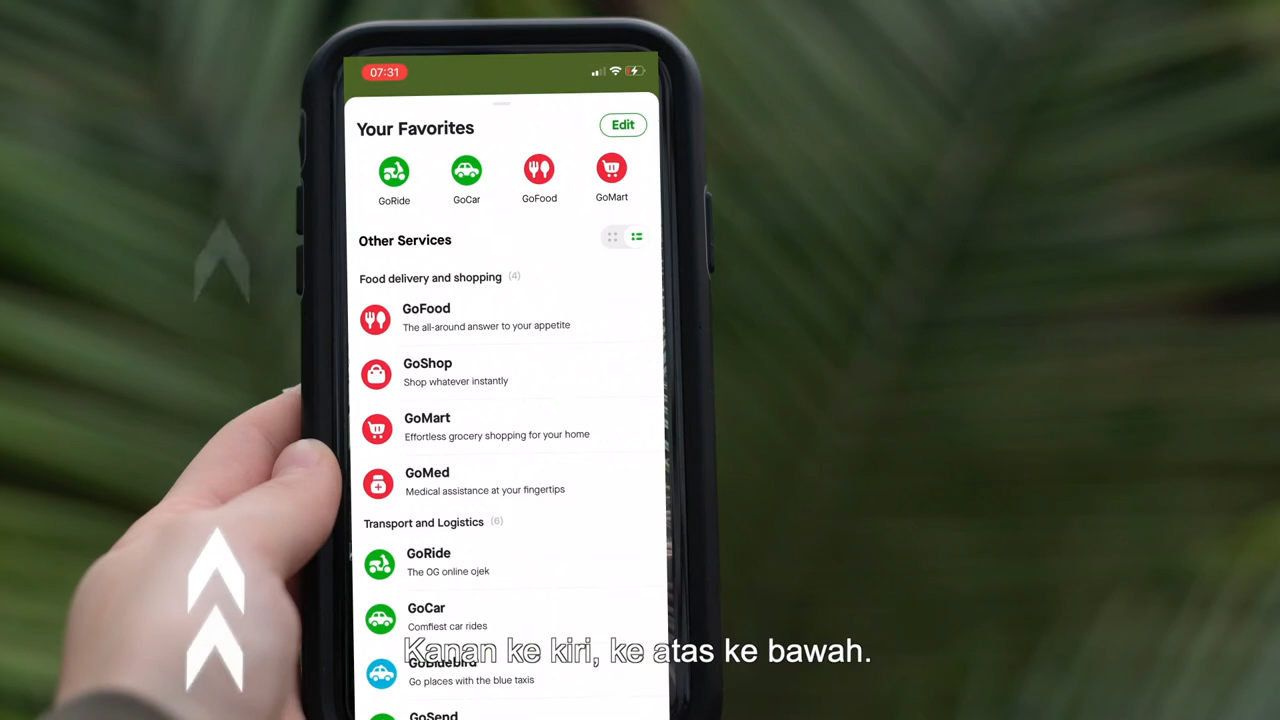 07:31
Your Favorites
Edit
GoRide
GoCar
GoFood
GoMart
Other Services
Food delivery and shopping (4)
GoFood
The all-around answer to your appetite
GoShop
Shop whatever instantly
GoMart
Effortless grocery shopping for your home
GoMed
Medical assistance at your fingertips
Transport and Logistics (6)
GoRide
The OG online ojek
GoCar
Comfiest car rides
Kanan ke kiri, ke atas ke bawah.
GoBluebird
Go places with the blue taxis
GoSend